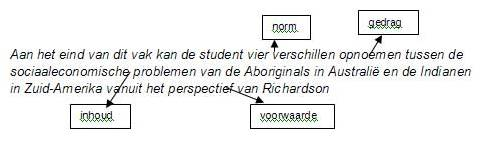 norm
gedrag
Aan het eind van dit vak kan de student vier verschillen opnoemen tussen de
sociaaleconomische problemen van de Aboriginals in Australië en de Indianen
in Zuid-Amerika vanuit het perspectief van Richardson
inhoud
voorwaarde